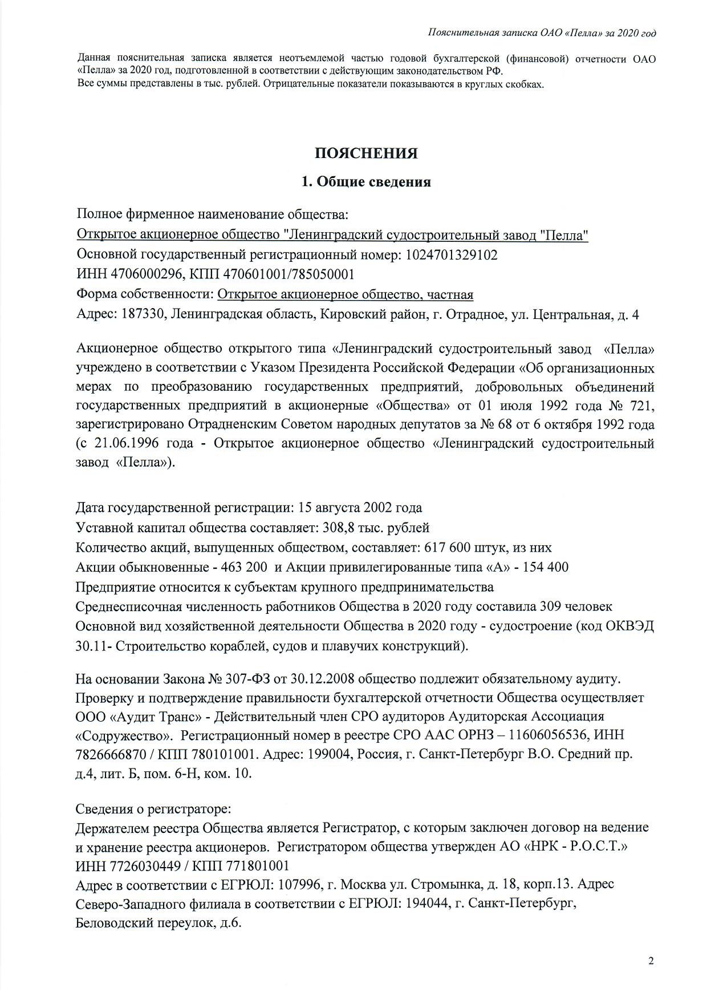 Пояснительная записка ОАО «Пелла» за 2020 год
Данная пояснительная записка является неотъемлемой частью годовой бухгалтерской (финансовой) отчетности ОАО
«Пелла» за 2020 год, подготовленной в соответствии с действующим законодательством РФ.
Все суммы представлены в тыс. рублей. Отрицательные показатели показываются в круглых скобках.
ПОЯСНЕНИЯ
1. Общие сведения
Полное фирменное наименование общества:
Открытое акционерное общество "Ленинградский судостроительный завод "Пелла"
Основной государственный регистрационный номер: 1024701329102
ИНН 4706000296, КПП 470601001/785050001
Форма собственности: Открытое акционерное общество, частная
Адрес: 187330, Ленинградская область, Кировский район, г. Отрадное, ул. Центральная, д. 4
Акционерное общество открытого типа «Ленинградский судостроительный завод «Пелла»
учреждено в соответствии с Указом Президента Российской Федерации «Об организационных
мерах по преобразованию государственных предприятий, добровольных объединений
государственных предприятий в акционерные «Общества» от 01 июля 1992 года № 721,
зарегистрировано Отрадненским Советом народных депутатов за № 68 от 6 октября 1992 года
(с 21.06.1996 года - Открытое акционерное общество «Ленинградский судостроительный
завод «Пелла»).
Дата государственной регистрации: 15 августа 2002 года
Уставной капитал общества составляет: 308,8 тыс. рублей
Количество акций, выпущенных обществом, составляет: 617 600 штук, из них
Акции обыкновенные - 463 200 и Акции привилегированные типа «А» - 154 400
Предприятие относится к субъектам крупного предпринимательства
Среднесписочная численность работников Общества в 2020 году составила 309 человек
Основной вид хозяйственной деятельности Общества в 2020 году - судостроение (код ОКВЭД
30.11- Строительство кораблей, судов и плавучих конструкций).
На основании Закона № 307-ФЗ от 30.12.2008 общество подлежит обязательному аудиту.
Проверку и подтверждение правильности бухгалтерской отчетности Общества осуществляет
ООО «Аудит Транс» - Действительный член СРО аудиторов Аудиторская Ассоциация
«Содружество». Регистрационный номер в реестре СРО ААС ОРНЗ – 11606056536, ИНН
7826666870 / КПП 780101001. Адрес: 199004, Россия, г. Санкт-Петербург В.О. Средний пр.
д.4, лит. Б, пом. 6-Н, ком. 10.
Сведения о регистраторе:
Держателем реестра Общества является Регистратор, с которым заключен договор на ведение
и хранение реестра акционеров. Регистратором общества утвержден АО «НРК - Р.О.С.Т.»
ИНН 7726030449 / КПП 771801001
Адрес в соответствии с ЕГРЮЛ: 107996, г. Москва ул. Стромынка, д. 18, корп.13. Адрес
Северо-Западного филиала в соответствии с ЕГРЮЛ: 194044, г. Санкт-Петербург,
Беловодский переулок, д.6.
2